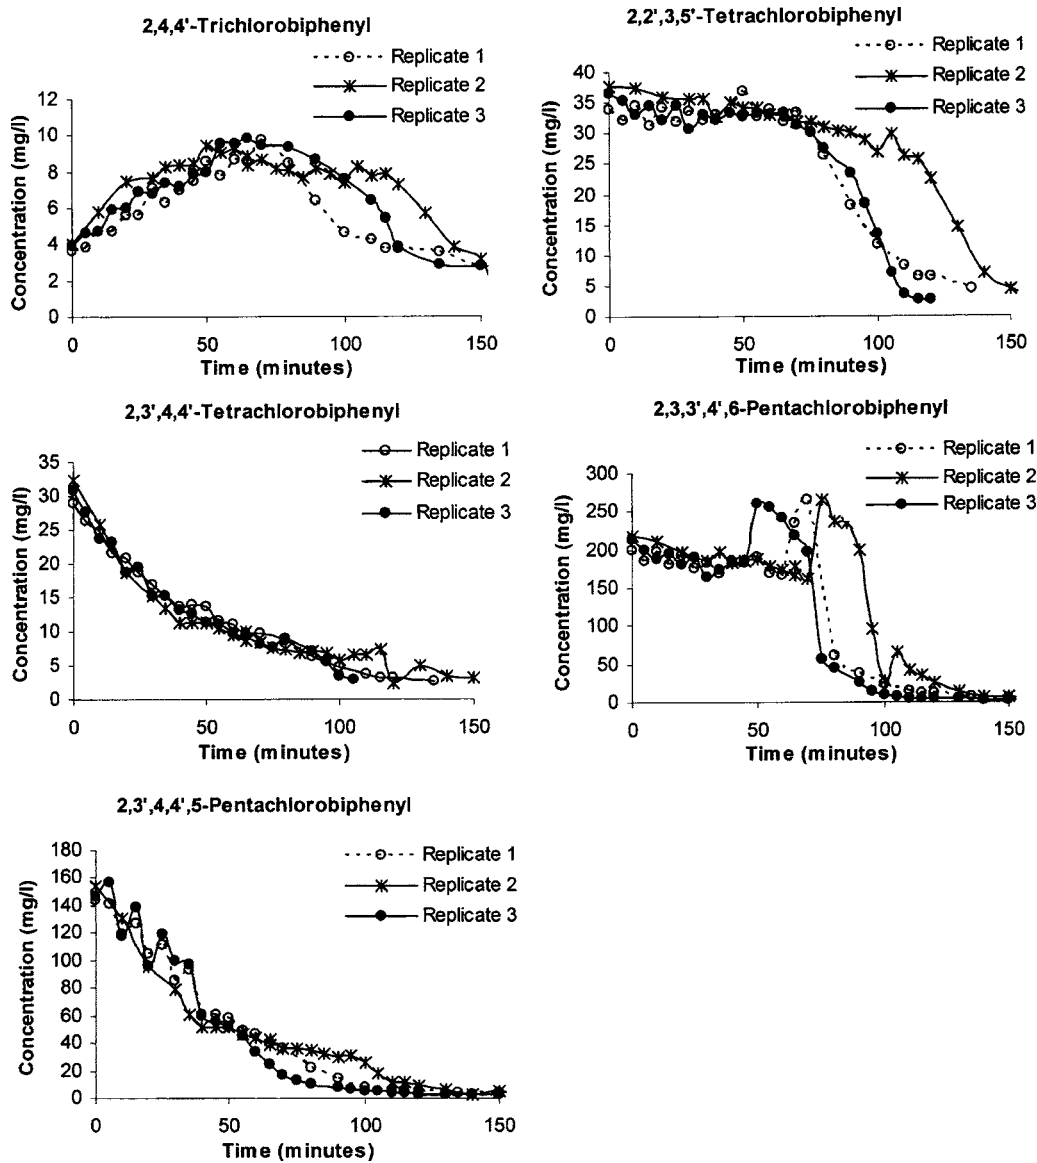 2,4,4'-Trichlorobiphenyl
Replicate 1
Replicate 2
Replicate 3
Concentration (mg/l)
12
10
8
6
4
2
0
0 50 100 150
Time (minutes)
2,2',3,5'-Tetrachlorobiphenyl
Replicate 1
Replicate 2
Replicate 3
Concentration (mg/l)
40
35
30
25
20
15
10
5
0
0 50 100 150
Time (minutes)
2,3',4,4'-Tetrachlorobiphenyl
Replicate 1
Replicate 2
Replicate 3
Concentration (mg/l)
35
30
25
20
15
10
5
0
0 50 100 150
Time (minutes)
2,3,3',4',6-Pentachlorobiphenyl
Replicate 1
Replicate 2
Replicate 3
Concentration (mg/l)
300
250
200
150
100
50
0
0 50 100 150
Time (minutes)
2,3',4,4',5-Pentachlorobiphenyl
Replicate 1
Replicate 2
Replicate 3
Concentration (mg/l)
180
160
140
120
100
80
60
40
20
0
0 50 100 150
Time (minutes)